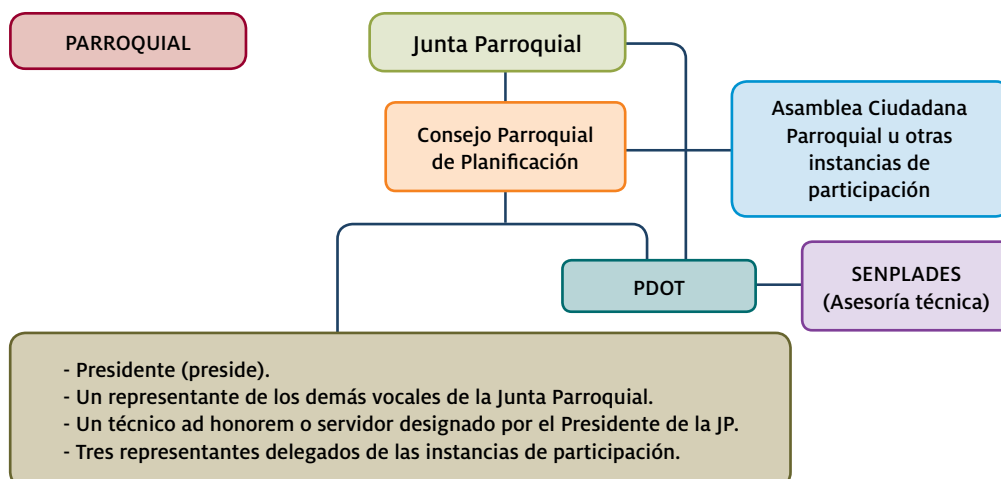 PARROQUIAL
Junta Parroquial
Consejo Parroquial
de Planificación
Asamblea Ciudadana
Parroquial u otras
instancias de
participación
PDOT
SENPLADES
(Asesoría técnica)
- Presidente (preside).
- Un representante de los demás vocales de la Junta Parroquial.
- Un técnico ad honorem o servidor designado por el Presidente de la JP.
- Tres representantes delegados de las instancias de participación.